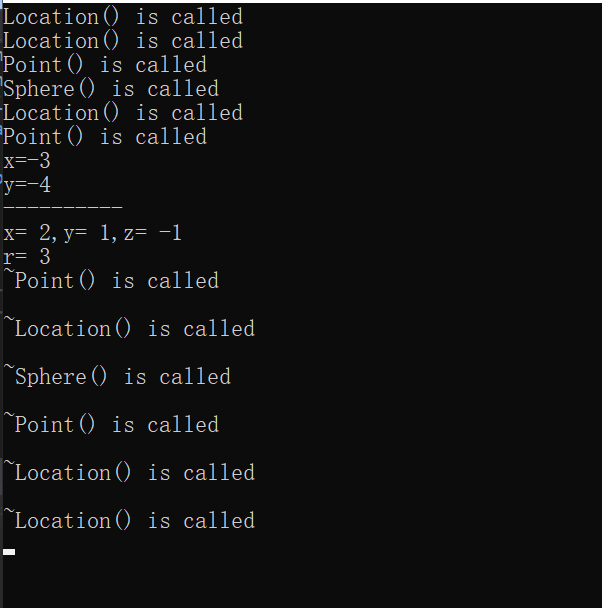 Location() is called
Location() is called
Point() is called
Sphere() is called
Location() is called
Point() is called
x=-3
y=-4
----------
x= 2,y= 1,z= -1
r= 3
~Point() is called
~Location() is called
~Sphere() is called
~Point() is called
~Location() is called
~Location() is called